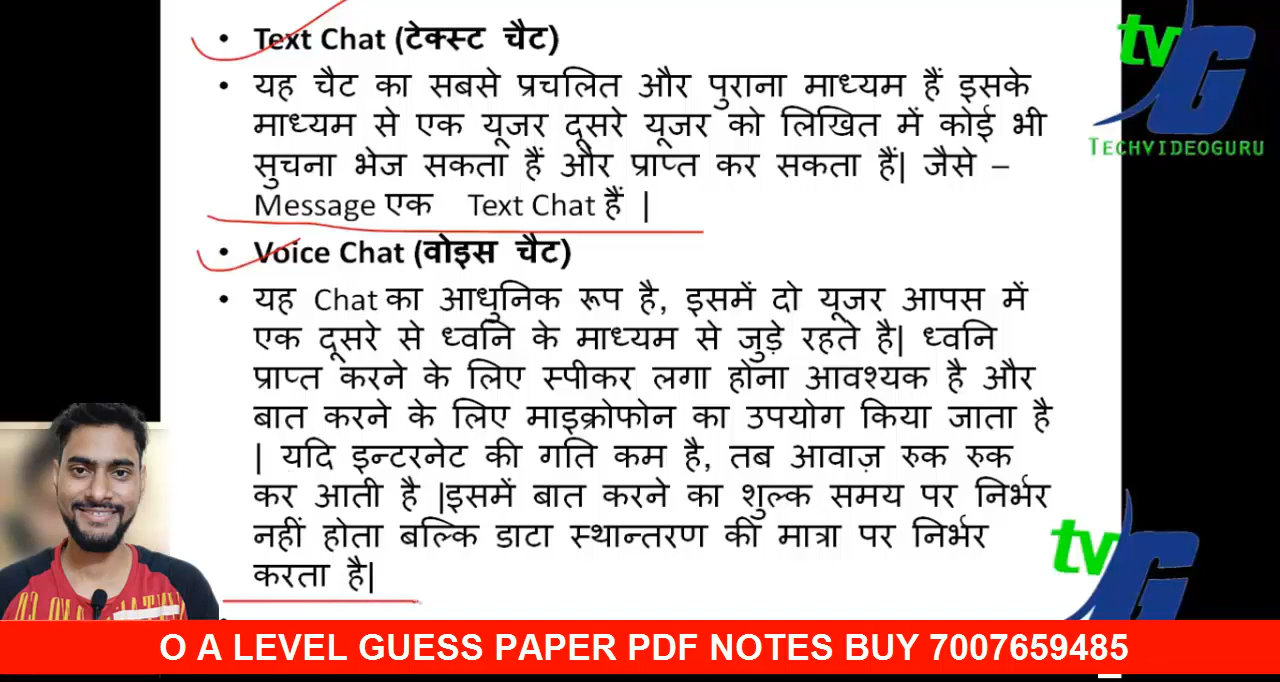 • Text Chat (टेक्स्ट चैट)
• यह चैट का सबसे प्रचलित और पुराना माध्यम हैं इसके
माध्यम से एक यूजर दूसरे यूजर को लिखित में कोई भी
सुचना भेज सकता हैं और प्राप्त कर सकता हैं| जैसे –
Message एक Text Chat हैं |
• Voice Chat (वोइस चैट)
• यह Chat का आधुनिक रूप है, इसमें दो यूजर आपस में
एक दूसरे से ध्वनि के माध्यम से जुड़े रहते है| ध्वनि
प्राप्त करने के लिए स्पीकर लगा होना आवश्यक है और
बात करने के लिए माइक्रोफोन का उपयोग किया जाता है
| यदि इन्टरनेट की गति कम है, तब आवाज़ रुक रुक
कर आती है |इसमें बात करने का शुल्क समय पर निर्भर
नहीं होता बल्कि डाटा स्थान्तरण की मात्रा पर निर्भर
करता है|
tvG
TECHVIDEOGURU
tvG
O A LEVEL GUESS PAPER PDF NOTES BUY 7007659485